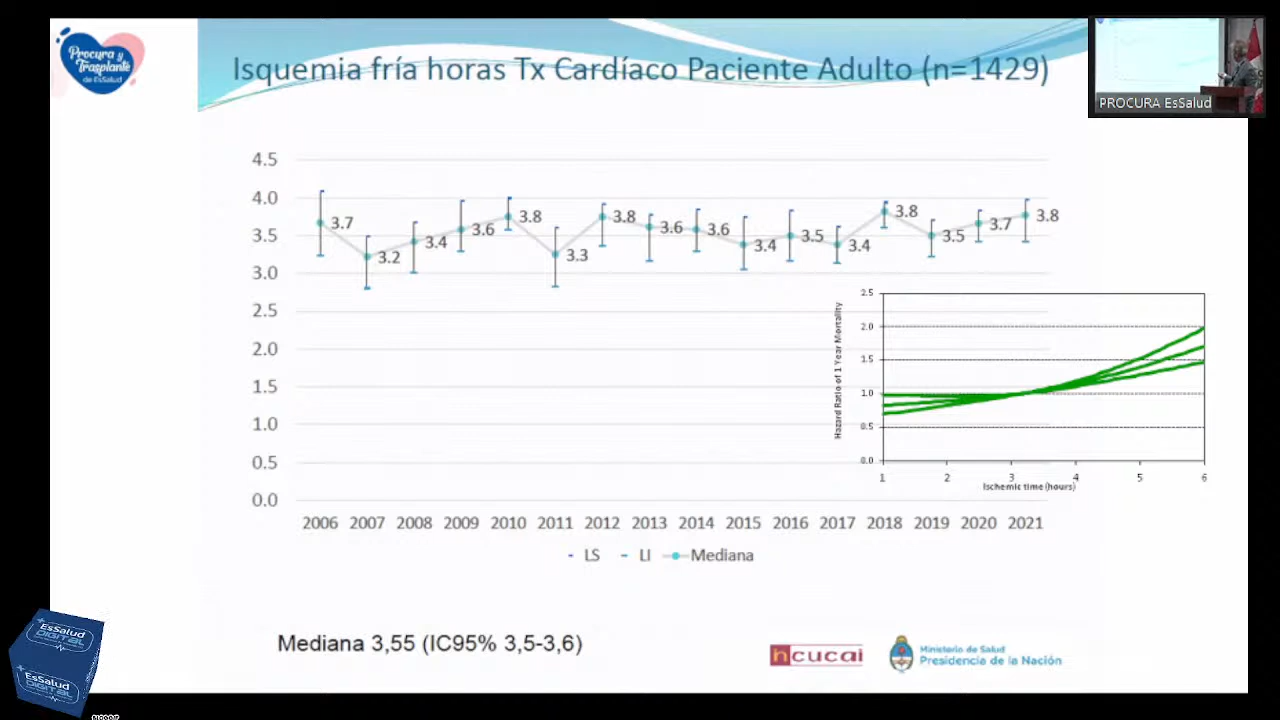 Procura y
Trasplante
de EsSalud
Isquemia fría horas Tx Cardíaco Paciente Adulto (n=1429)
PROCURA EsSalud
4.5
4.0
3.5
3.0
2.5
2.0
1.5
1.0
0.5
0.0
3.7
3.2
3.4
3.6
3.8
3.3
3.8
3.6
3.6
3.4
3.5
3.4
3.8
3.5
3.7
3.8
2006 2007 2008 2009 2010 2011 2012 2013 2014 2015 2016 2017 2018 2019 2020 2021
LS LI Mediana
Hazard Ratio of 1 Year Mortality
2.5
2.0
1.5
1.0
0.5
0.0
1 2 3 4 5 6
Ischemic time (hours)
Mediana 3,55 (IC95% 3,5-3,6)
incucai
Ministerio de Salud
Presidencia de la Nación
EsSalud
DIGITAL
EsSalud
DIGITAL